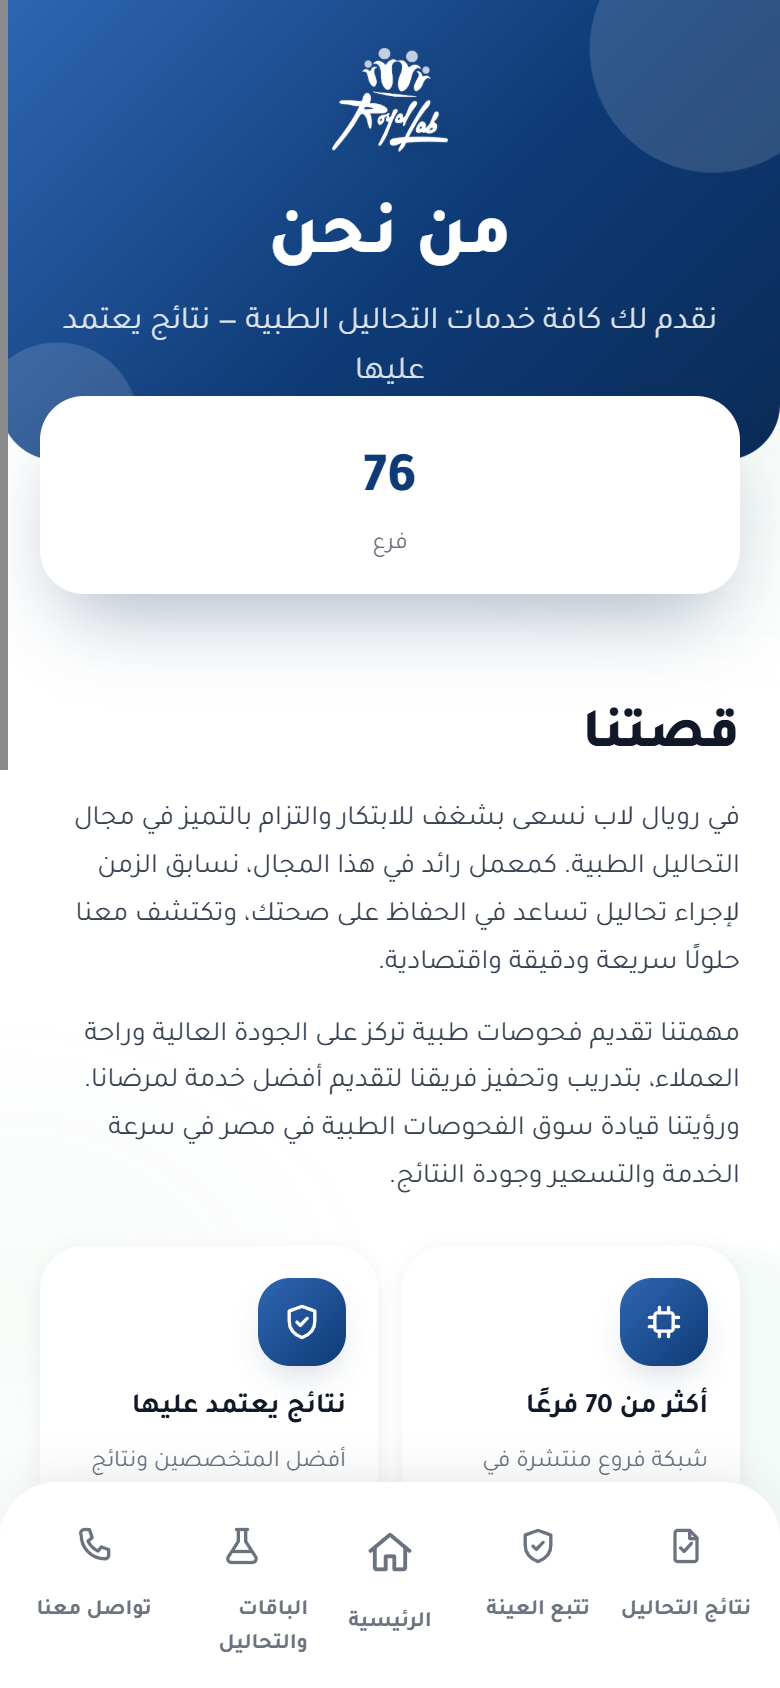 Royal Lab
من نحن
نقدم لك كافة خدمات التحاليل الطبية – نتائج يعتمد
عليها
76
فرع
قصتنا
في رويال لاب نسعى بشغف للابتكار والتزام بالتميز في مجال
التحاليل الطبية. كمعمل رائد في هذا المجال، نسابق الزمن
لإجراء تحاليل تساعد في الحفاظ على صحتك، وتكتشف معنا
حلولًا سريعة ودقيقة واقتصادية.
مهمتنا تقديم فحوصات طبية تركز على الجودة العالية وراحة
العملاء، بتدريب وتحفيز فريقنا لتقديم أفضل خدمة لمرضانا.
ورؤيتنا قيادة سوق الفحوصات الطبية في مصر في سرعة
الخدمة والتسعير وجودة النتائج.
أكثر من 70 فرعًا
شبكة فروع منتشرة في
نتائج يعتمد عليها
أفضل المتخصصين ونتائج
نتائج التحاليل
تتبع العينة
الرئيسية
الباقات
والتحاليل
تواصل معنا